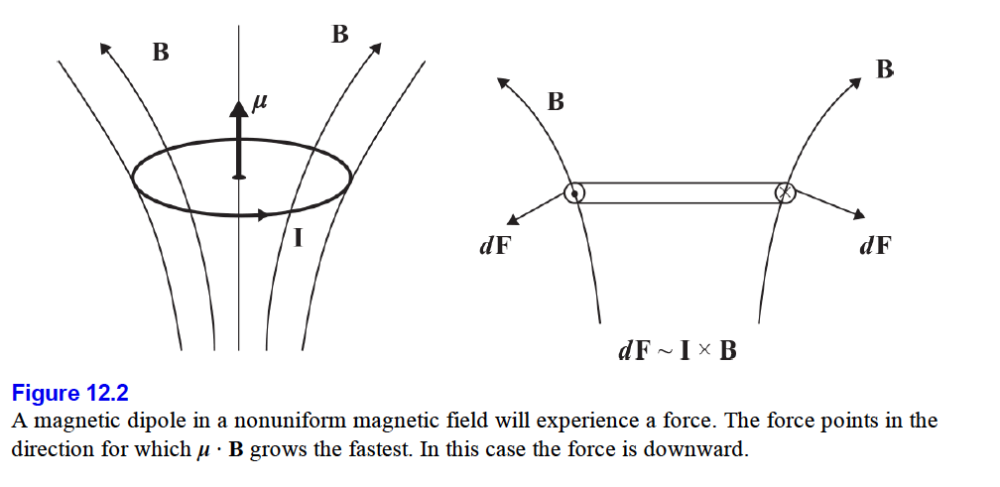 B
B
μ
I
B
B
dF
dF
dF ~ I × B
Figure 12.2
A magnetic dipole in a nonuniform magnetic field will experience a force. The force points in the
direction for which μ · B grows the fastest. In this case the force is downward.